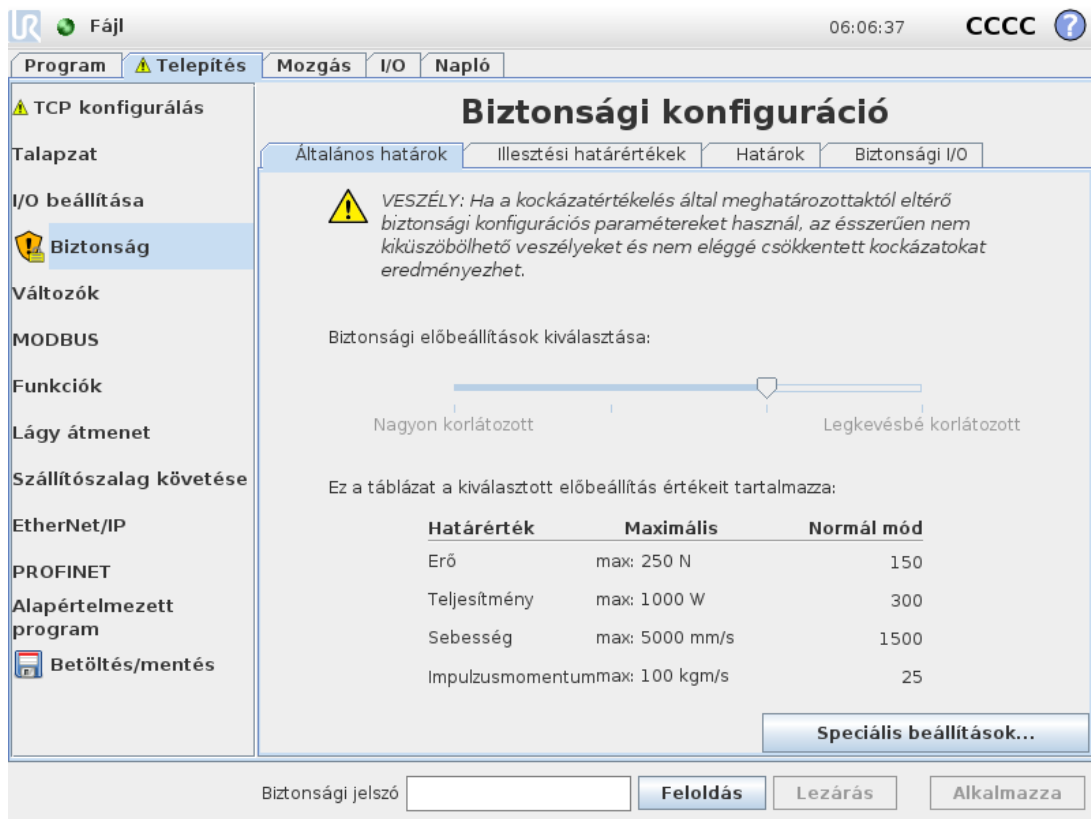 UR Fájl 06:06:37 CCCC ?
Program Telepítés Mozgás I/O Napló
TCP konfigurálás
Talapzat
I/O beállítása
Biztonság
Változók
MODBUS
Funkciók
Lágy átmenet
Szállítószalag követése
EtherNet/IP
PROFINET
Alapértelmezett
program
Betöltés/mentés
Biztonsági konfiguráció
Általános határok Illesztési határértékek Határok Biztonsági I/O
VESZÉLY: Ha a kockázatértékelés által meghatározottaktól eltérő
biztonsági konfigurációs paramétereket használ, az ésszerűen nem
kiküszöbölhető veszélyeket és nem eléggé csökkentett kockázatokat
eredményezhet.
Biztonsági előbeállítások kiválasztása:
Nagyon korlátozott Legkevésbé korlátozott
Ez a táblázat a kiválasztott előbeállítás értékeit tartalmazza:
Határérték Maximális Normál mód
Erő max: 250 N 150
Teljesítmény max: 1000 W 300
Sebesség max: 5000 mm/s 1500
Impulzusmomentum max: 100 kgm/s 25
Speciális beállítások...
Biztonsági jelszó Feloldás Lezárás Alkalmazza